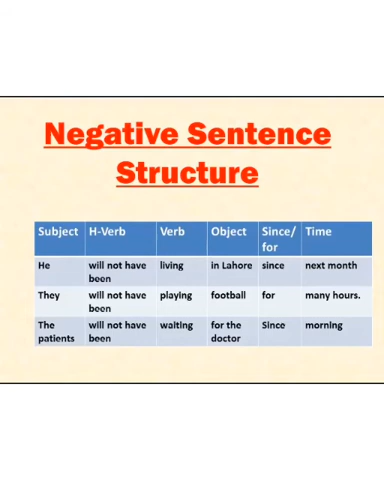 Negative Sentence
Structure
Subject H-Verb Verb Object Since/ for Time
He will not have been living in Lahore since next month
They will not have been playing football for many hours.
The patients will not have been waiting for the doctor Since morning